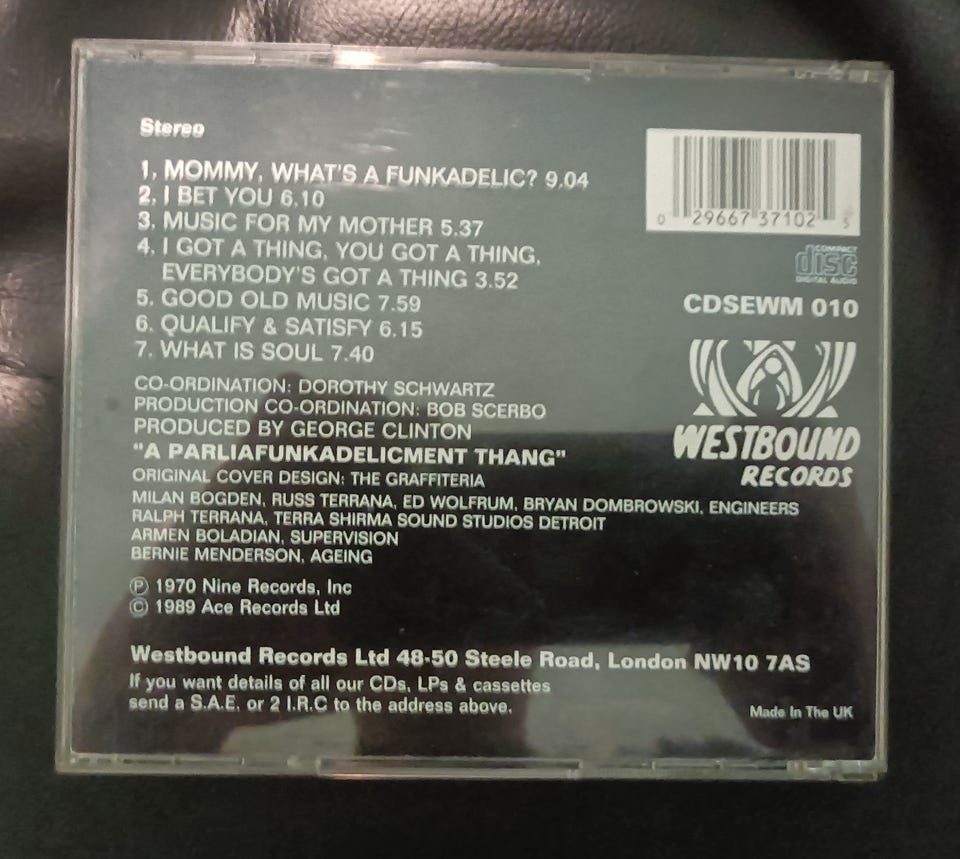 Stereo
1. MOMMY, WHAT'S A FUNKADELIC? 9.04
2. I BET YOU 6.10
3. MUSIC FOR MY MOTHER 5.37
4. I GOT A THING, YOU GOT A THING,
EVERYBODY'S GOT A THING 3.52
5. GOOD OLD MUSIC 7.59
6. QUALIFY & SATISFY 6.15
7. WHAT IS SOUL 7.40
CO-ORDINATION: DOROTHY SCHWARTZ
PRODUCTION CO-ORDINATION: BOB SCERBO
PRODUCED BY GEORGE CLINTON
"A PARLIAFUNKADELICMENT THANG"
ORIGINAL COVER DESIGN: THE GRAFFITERIA
MILAN BOGDEN, RUSS TERRANA, ED WOLFRUM, BRYAN DOMBROWSKI, ENGINEERS
RALPH TERRANA, TERRA SHIRMA SOUND STUDIOS DETROIT
ARMEN BOLADIAN, SUPERVISION
BERNIE MENDERSON, AGEING
Ⓟ 1970 Nine Records, Inc
© 1989 Ace Records Ltd
Westbound Records Ltd 48-50 Steele Road, London NW10 7AS
If you want details of all our CDs, LPs & cassettes
send a S.A.E. or 2 I.R.C to the address above.
0 29667 37102 5
COMPACT
disc
DIGITAL AUDIO
CDSEWM 010
WESTBOUND
RECORDS
Made In The UK